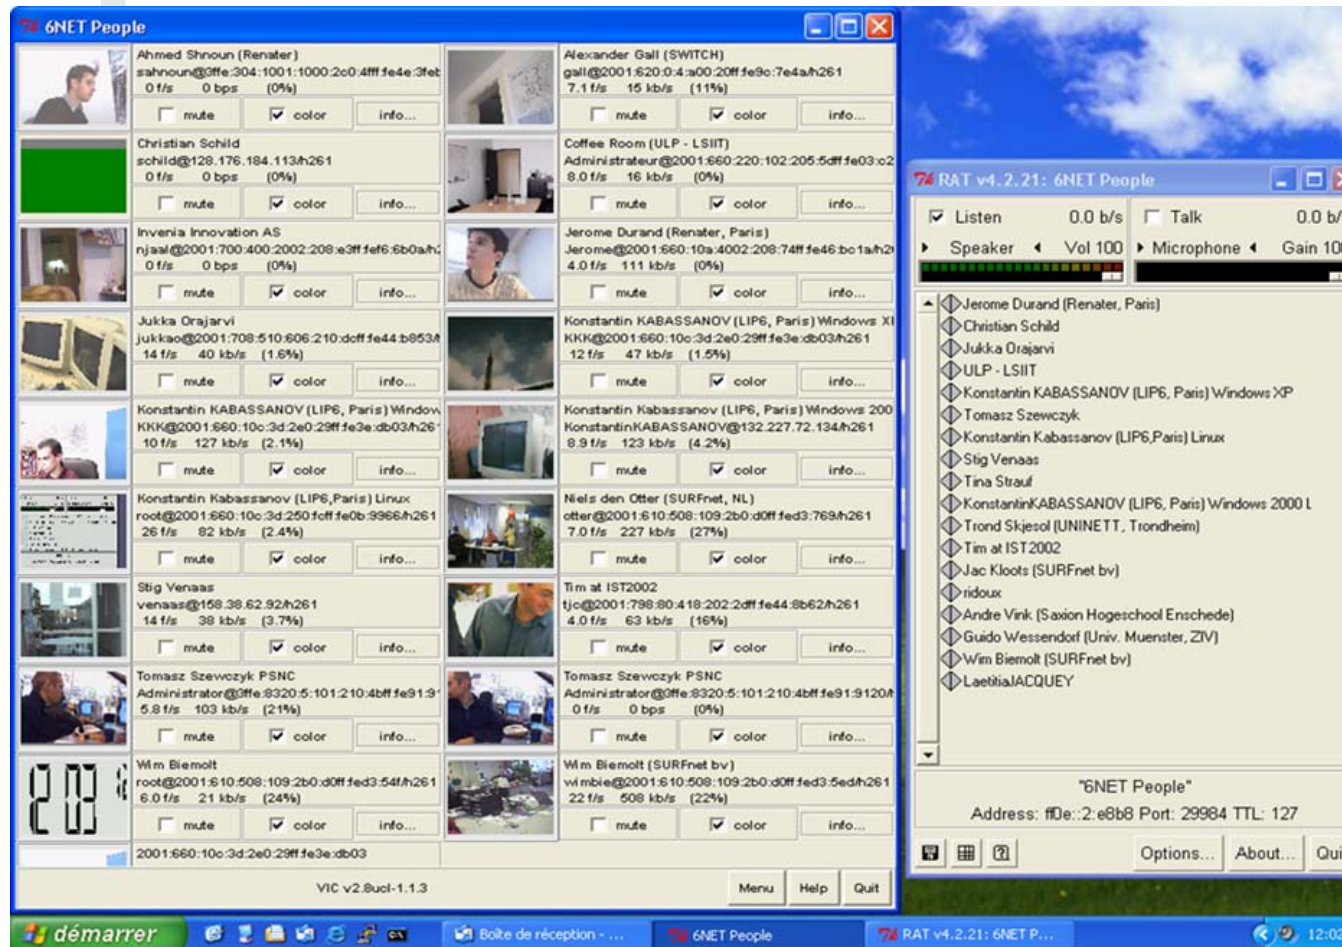 6NET People
Ahmed Shnoun (Renater)
sahnoun@3ffe:304:1001:1000:2c0:4fff:fe4e:3feb
0 f/s 0 bps (0%)
mute color info...
Alexander Gall (SWITCH)
gall@2001:620:0:4:a00:20ff:fe9c:7e4a/h261
7.1 f/s 15 kb/s (11%)
mute color info...
Christian Schild
schild@128.176.184.113/h261
0 f/s 0 bps (0%)
mute color info...
Coffee Room (ULP - LSIIT)
Administrateur@2001:660:220:102:205:5dff:fe03:c2
8.0 f/s 16 kb/s (0%)
mute color info...
Invenia Innovation AS
njaal@2001:700:400:2002:208:e3ff:fef6:6b0a/h2
0 f/s 0 bps (0%)
mute color info...
Jerome Durand (Renater, Paris)
Jerome@2001:660:10a:4002:208:74ff:fe46:bc1a/h2
4.0 f/s 111 kb/s (0%)
mute color info...
Jukka Orajarvi
jukkao@2001:708:510:606:210:dcff:fe44:b853/h
14 f/s 40 kb/s (1.6%)
mute color info...
Konstantin KABASSANOV (LIP6, Paris) Windows XI
KKK@2001:660:10c:3d:2e0:29ff:fe3e:db03/h261
12 f/s 47 kb/s (1.5%)
mute color info...
Konstantin KABASSANOV (LIP6, Paris) Window
KKK@2001:660:10c:3d:2e0:29ff:fe3e:db03/h26
10 f/s 127 kb/s (2.1%)
mute color info...
Konstantin Kabassanov (LIP6, Paris) Windows 200
KonstantinKABASSANOV@132.227.72.134/h261
8.9 f/s 123 kb/s (4.2%)
mute color info...
Konstantin Kabassanov (LIP6,Paris) Linux
root@2001:660:10c:3d:250:fcff:fe0b:9966/h261
26 f/s 82 kb/s (2.4%)
mute color info...
Niels den Otter (SURFnet, NL)
otter@2001:610:508:109:2b0:d0ff:fed3:769/h261
7.0 f/s 227 kb/s (27%)
mute color info...
Stig Venaas
venaas@158.38.62.92/h261
14 f/s 38 kb/s (3.7%)
mute color info...
Tim at IST2002
tjc@2001:798:80:418:202:2dff:fe44:8b62/h261
4.0 f/s 63 kb/s (16%)
mute color info...
Tomasz Szewczyk PSNC
Administrator@3ffe:8320:5:101:210:4bff:fe91:91
5.8 f/s 103 kb/s (21%)
mute color info...
Tomasz Szewczyk PSNC
Administrator@3ffe:8320:5:101:210:4bff:fe91:9120/h
0 f/s 0 bps (0%)
mute color info...
Wim Biemolt
root@2001:610:508:109:2b0:d0ff:fed3:54f/h261
6.0 f/s 21 kb/s (24%)
mute color info...
Wim Biemolt (SURFnet bv)
wimbie@2001:610:508:109:2b0:d0ff:fed3:5ed/h261
22 f/s 508 kb/s (22%)
mute color info...
2001:660:10c:3d:2e0:29ff:fe3e:db03
VIC v2.8ucl-1.1.3
Menu Help Quit
RAT v4.2.21: 6NET People
Listen 0.0 b/s Talk 0.0 b/
Speaker Vol 100 Microphone Gain 10
Jerome Durand (Renater, Paris)
Christian Schild
Jukka Orajarvi
ULP - LSIIT
Konstantin KABASSANOV (LIP6, Paris) Windows XP
Tomasz Szewczyk
Konstantin Kabassanov (LIP6,Paris) Linux
Stig Venaas
Tina Strauf
KonstantinKABASSANOV (LIP6, Paris) Windows 2000 L
Trond Skjesol (UNINETT, Trondheim)
Tim at IST2002
Jac Kloots (SURFnet bv)
ridoux
Andre Vink (Saxion Hogeschool Enschede)
Guido Wessendorf (Univ. Muenster, ZIV)
Wim Biemolt (SURFnet bv)
LaetitiaJACQUEY
"6NET People"
Address: ff0e::2:e8b8 Port: 29984 TTL: 127
Options... About... Qui
démarrer Boîte de réception - ... 6NET People RAT v4.2.21: 6NET P... 12:03